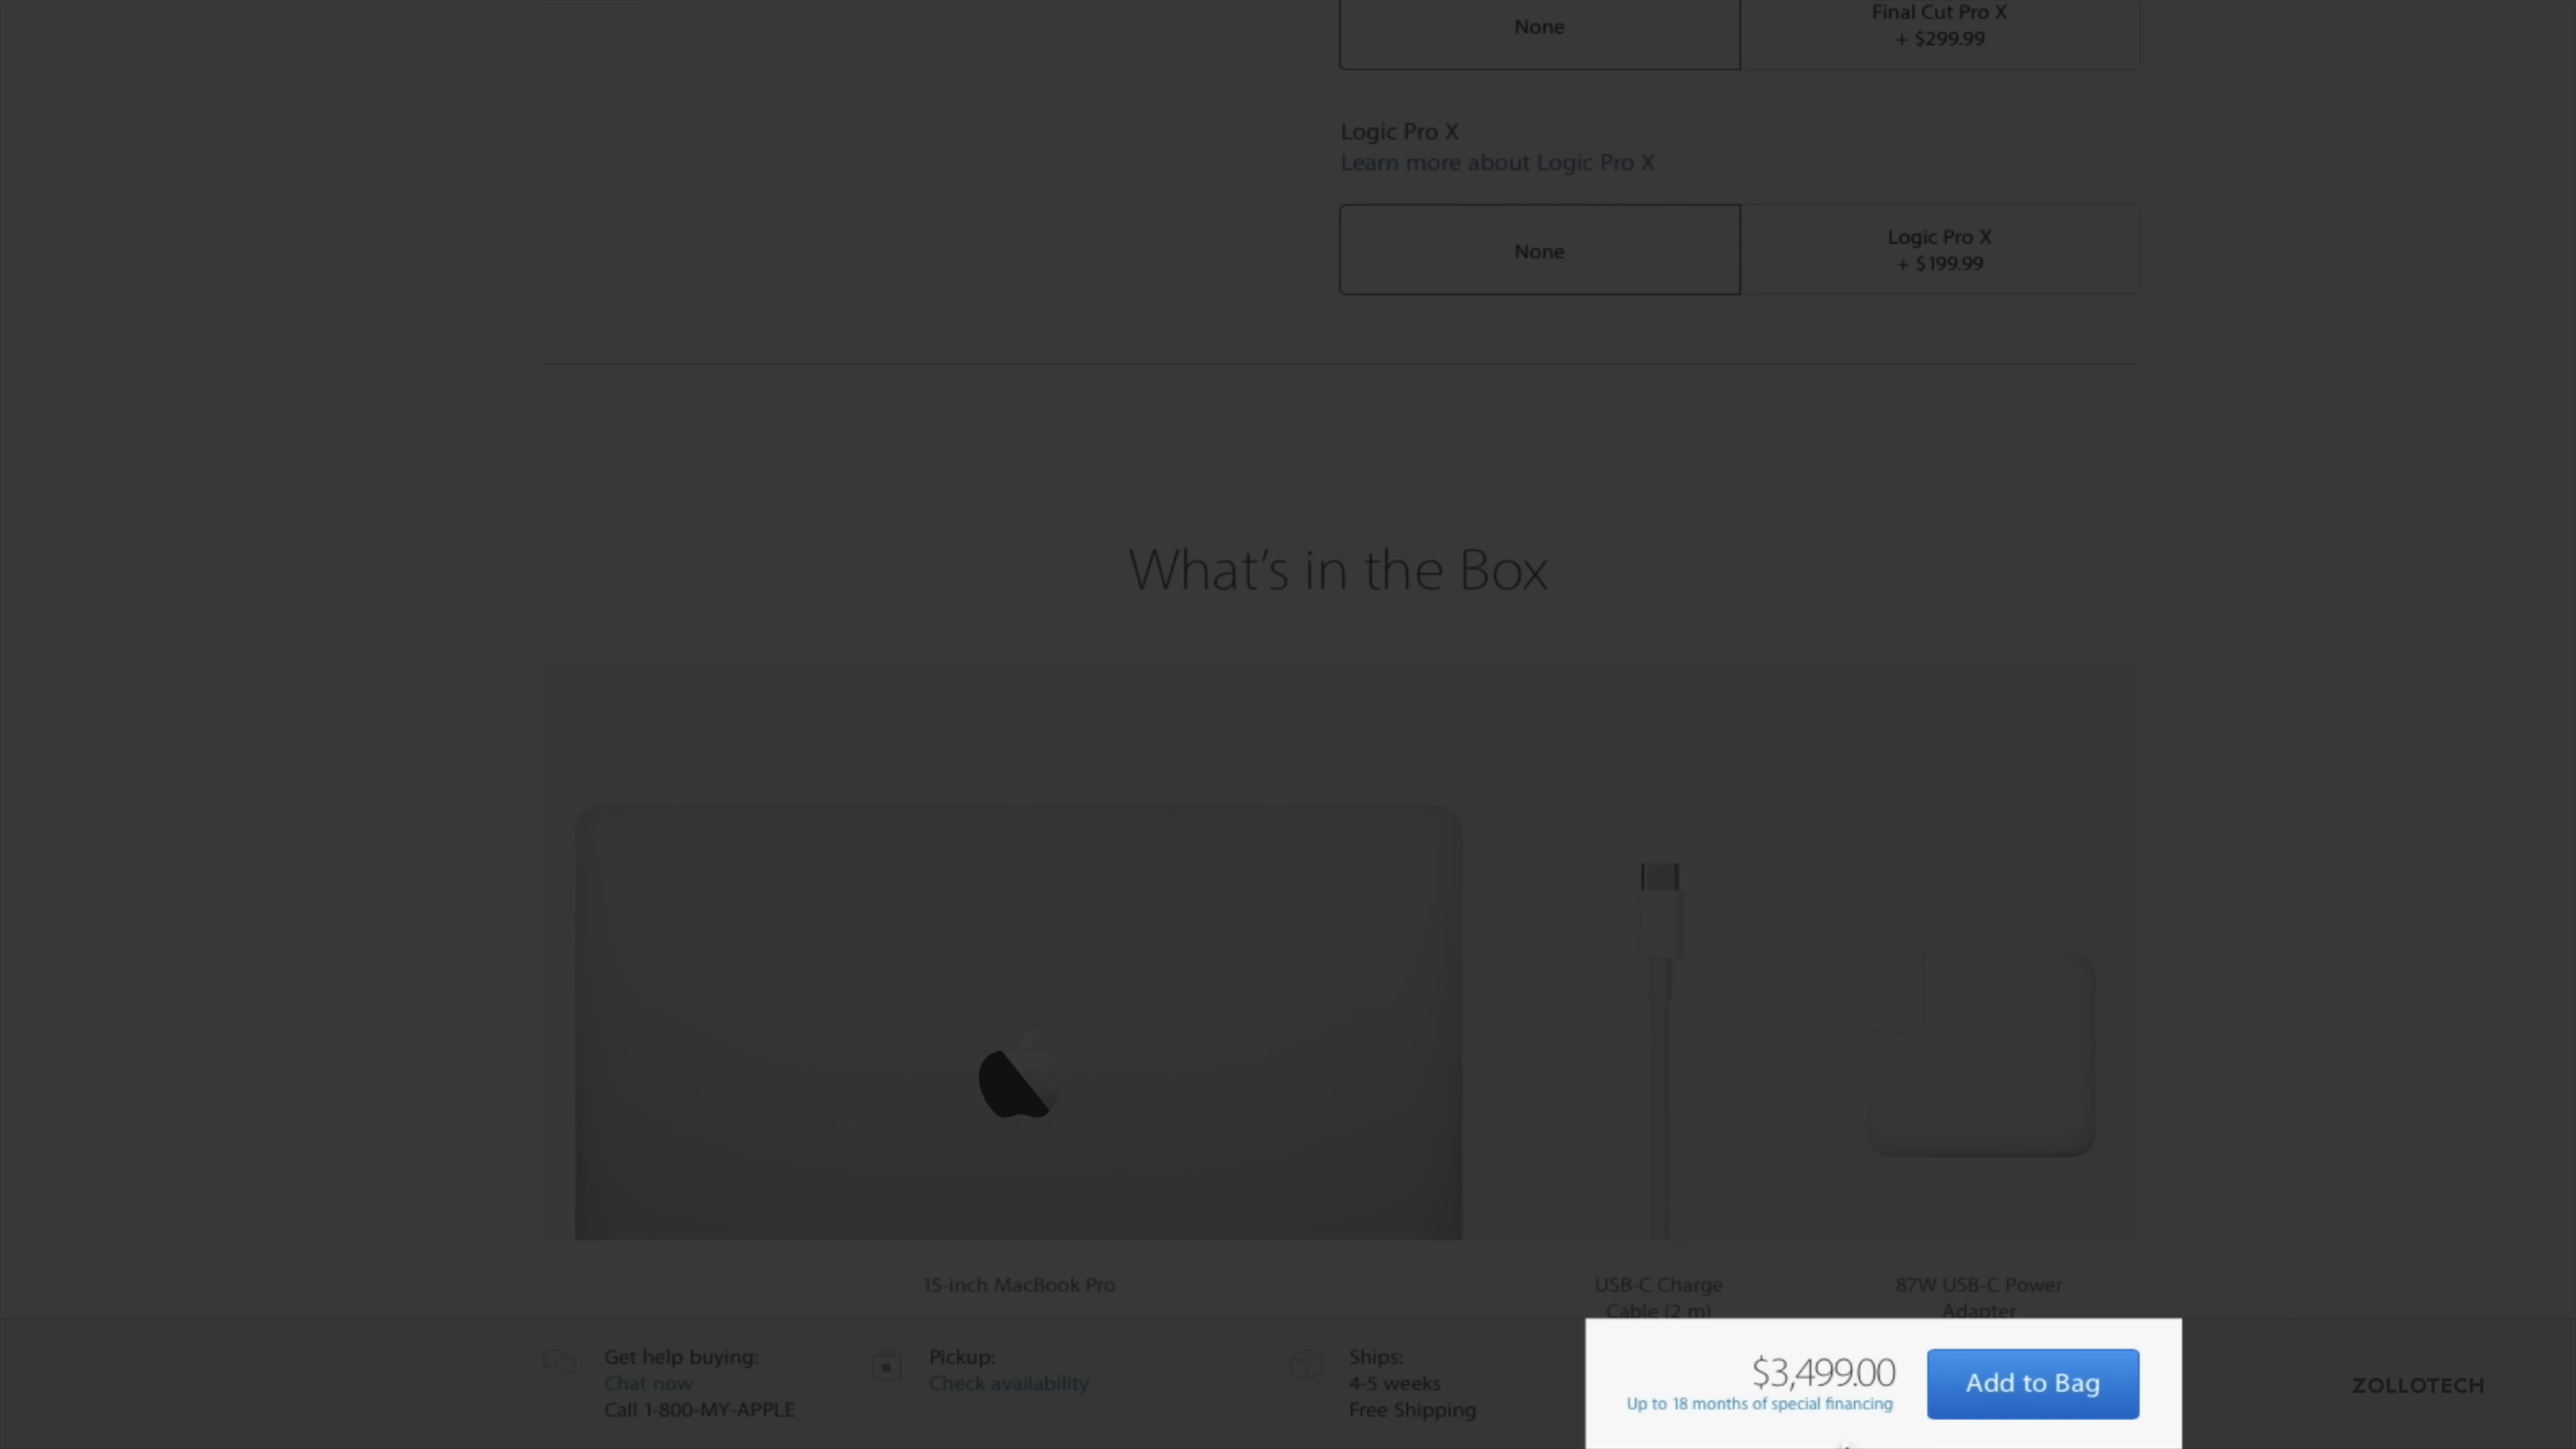 None
Final Cut Pro X
+ $299.99
Logic Pro X
Learn more about Logic Pro X
None
Logic Pro X
+ $199.99
What's in the Box
15-inch MacBook Pro
USB-C Charge
Cable (2 m)
87W USB-C Power
Adapter
Get help buying:
Chat now
Call 1-800-MY-APPLE
Pickup:
Check availability
Ships:
4-5 weeks
Free Shipping
$3,499.00
Up to 18 months of special financing
Add to Bag
ZOLLOTECH